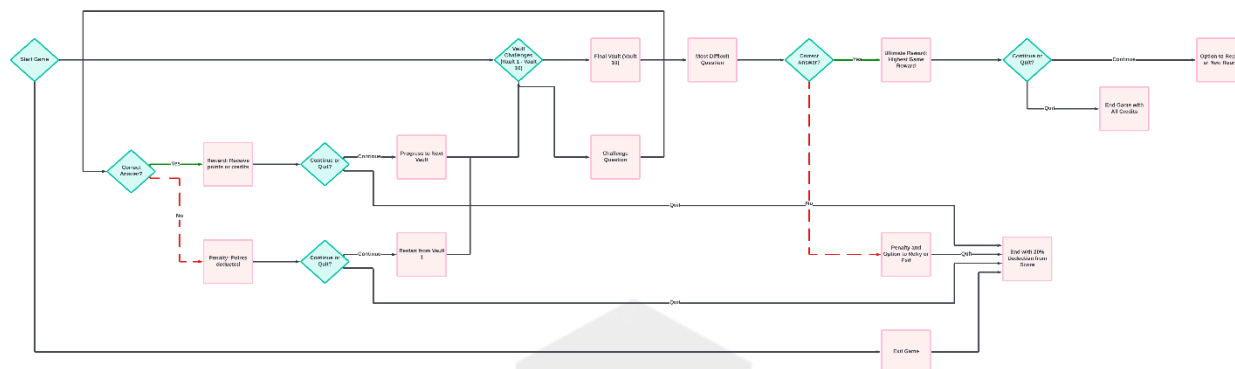 Start Game
Vault
Challenges
(Vault 1 - Vault
10)
Final Vault (Vault
10)
Most Difficult
Question
Correct
Answer?
Yes
Ultimate Reward:
Highest Game
Reward
Continue or
Quit?
Continue
Option to
or New
Quit
End Game with
All Credits
Correct
Answer?
Yes
Reward: Receive
points or credits
Continue or
Quit?
Continue
Progress to Next
Vault
Challenge
Question
Quit
No
No
Penalty: Points
deducted
Continue or
Quit?
Continue
Restart from Vault
1
Penalty and
Option to Retry or
Exit
Quit
End with 20%
Deduction from
Score
Quit
Exit Game